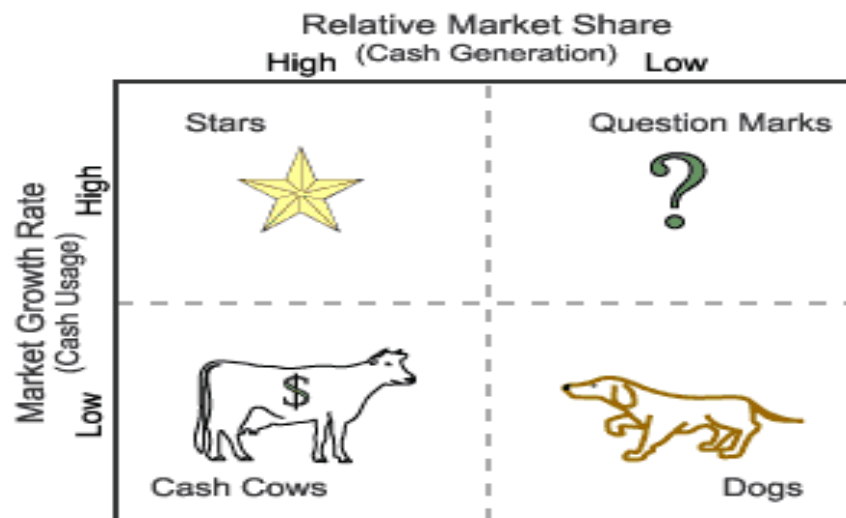 Relative Market Share
(Cash Generation)
High
Low
Market Growth Rate
(Cash Usage)
High
Low
Stars
Question Marks
?
$
Cash Cows
Dogs